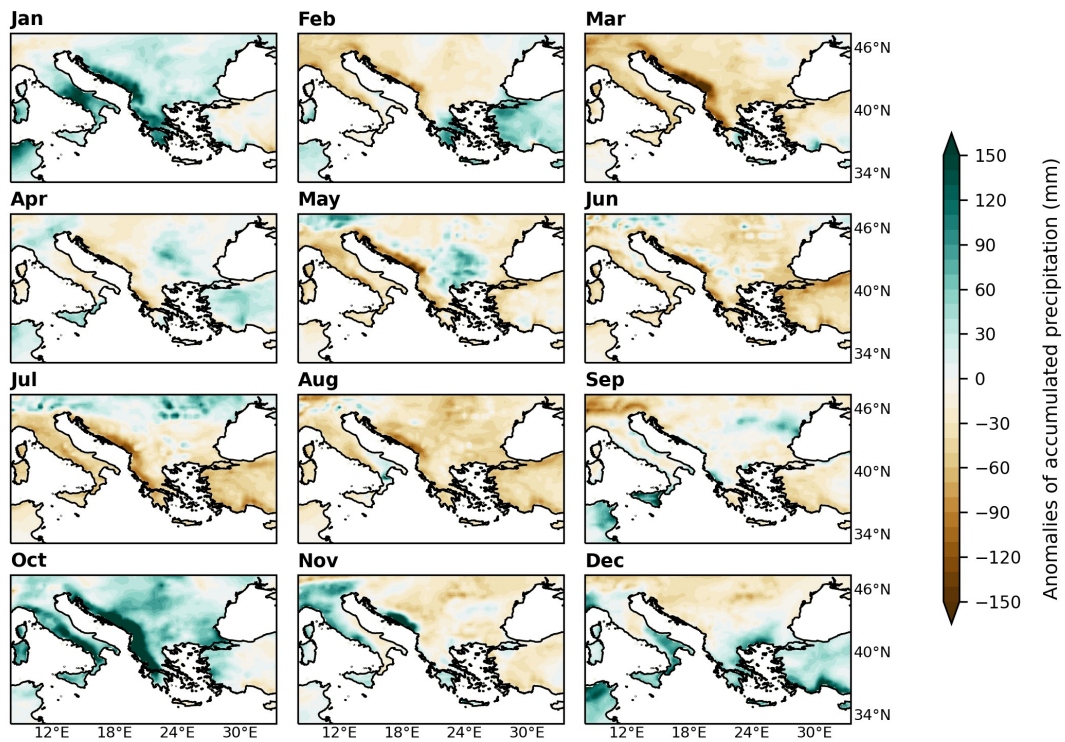 Jan Feb Mar
46°N
40°N
34°N
Apr May Jun
46°N
40°N
34°N
Jul Aug Sep
46°N
40°N
34°N
Oct Nov Dec
46°N
40°N
34°N
12°E 18°E 24°E 30°E 12°E 18°E 24°E 30°E 12°E 18°E 24°E 30°E
150
120
90
60
30
0
−30
−60
−90
−120
−150
Anomalies of accumulated precipitation (mm)